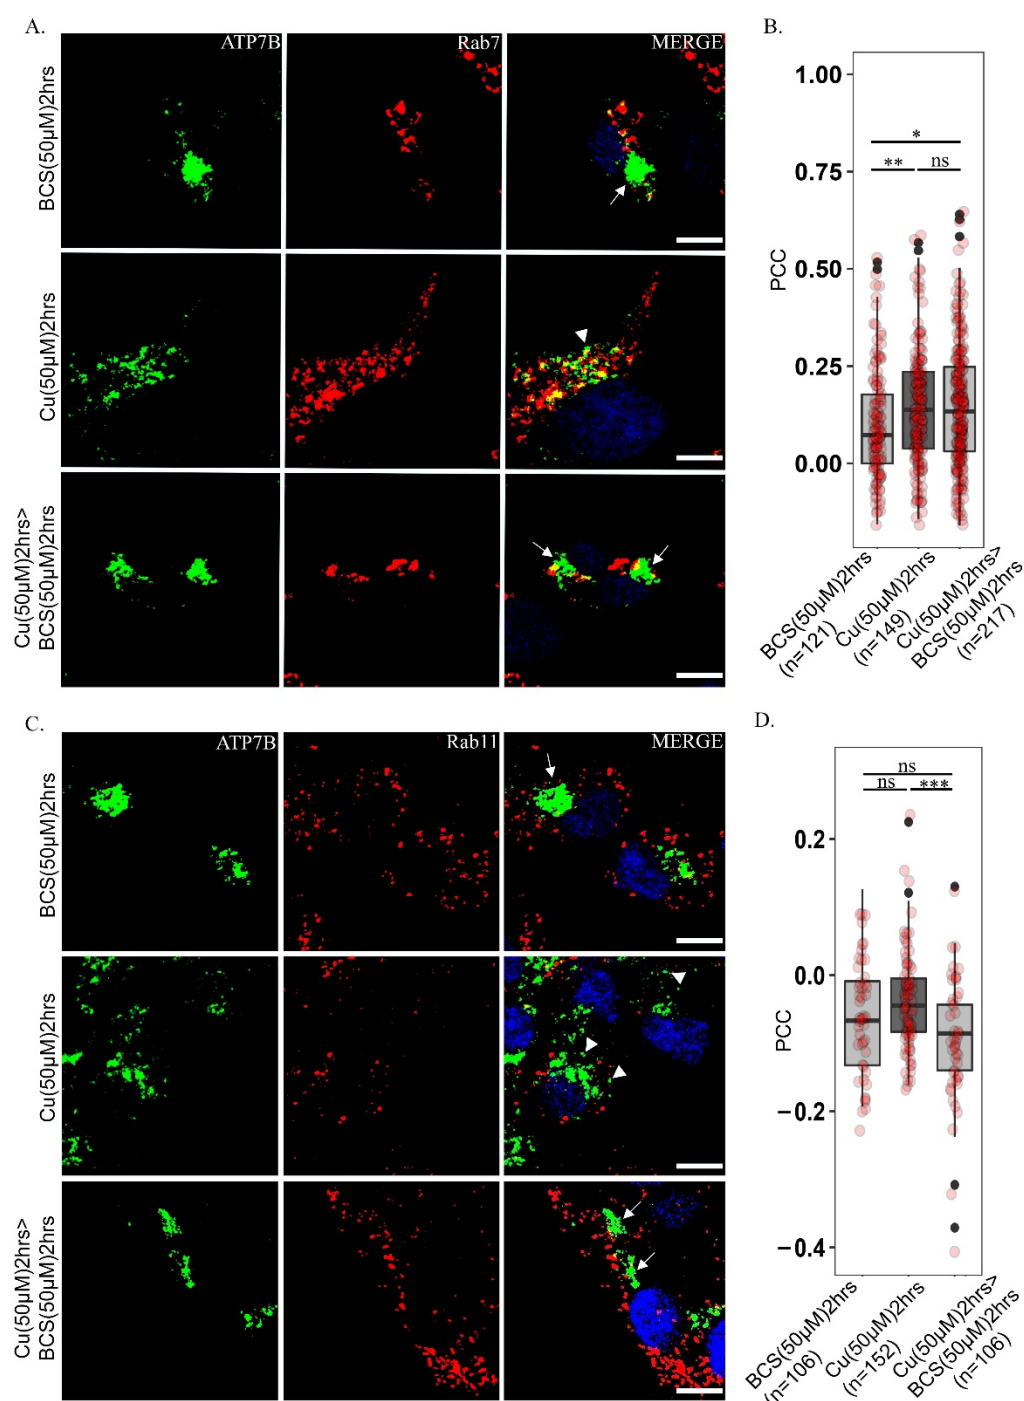 A.
ATP7B
Rab7
MERGE
BCS(50µM)2hrs
Cu(50µM)2hrs
Cu(50µM)2hrs>
BCS(50µM)2hrs
B.
1.00
0.75
0.50
0.25
0.00
PCC
*
**
ns
BCS(50µM)2hrs
(n=121)
Cu(50µM)2hrs
(n=149)
Cu(50µM)2hrs>
BCS(50µM)2hrs
(n=217)
C.
ATP7B
Rab11
MERGE
BCS(50µM)2hrs
Cu(50µM)2hrs
Cu(50µM)2hrs>
BCS(50µM)2hrs
D.
0.2
0.0
−0.2
−0.4
PCC
ns
ns
***
BCS(50µM)2hrs
(n=106)
Cu(50µM)2hrs
(n=152)
Cu(50µM)2hrs>
BCS(50µM)2hrs
(n=106)